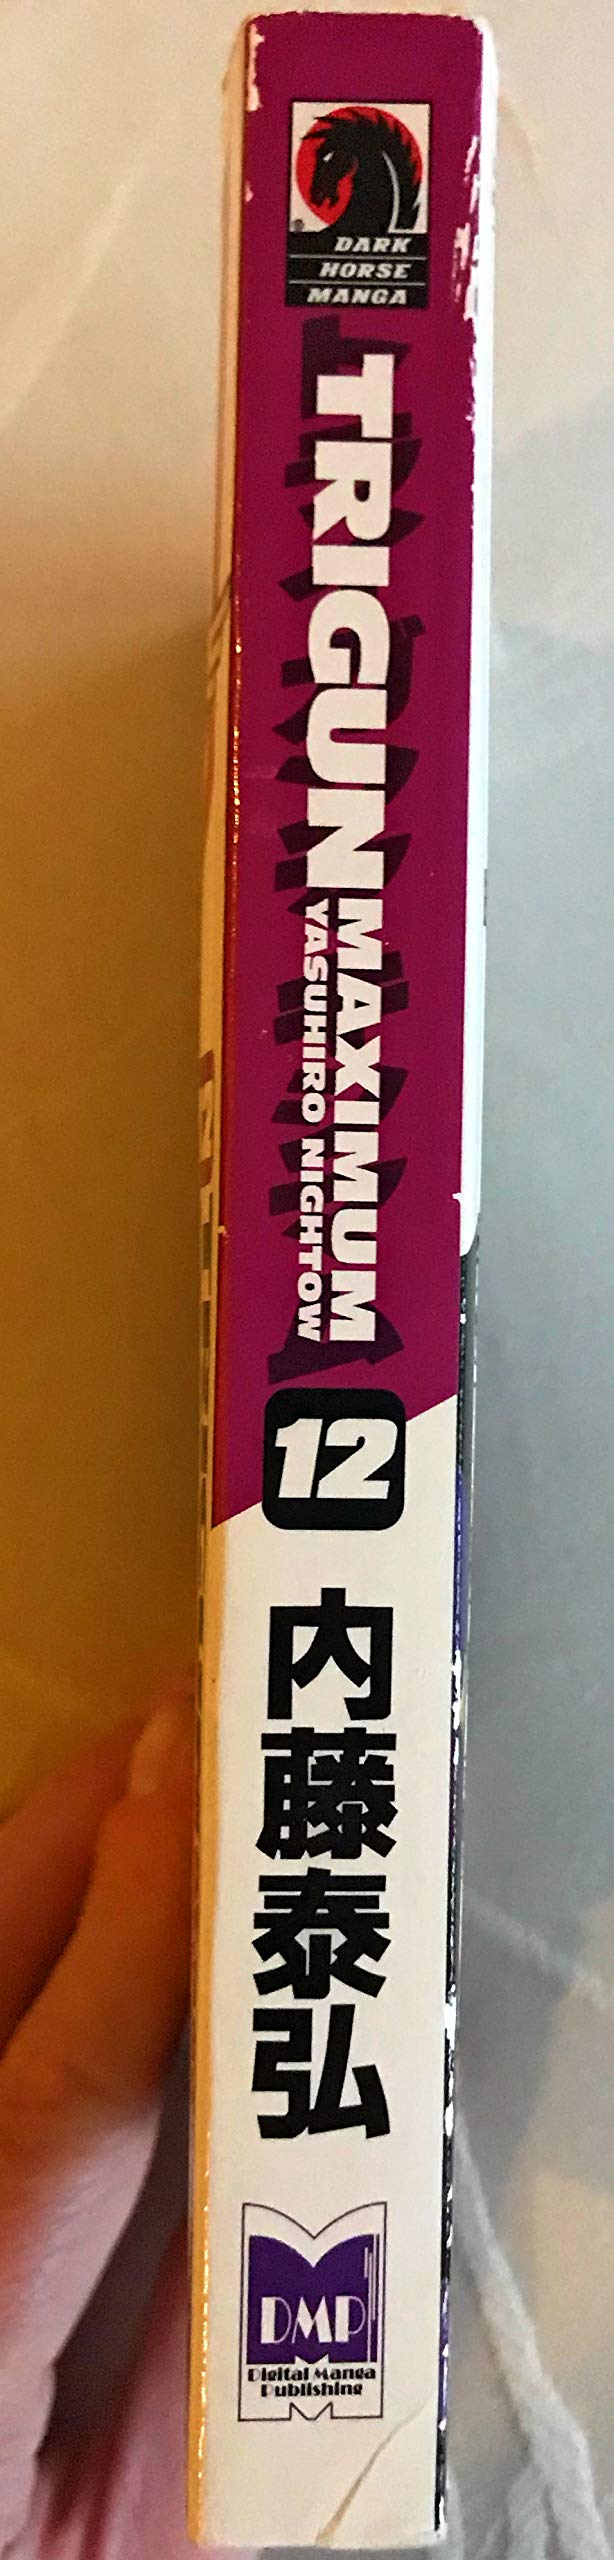 DARK
HORSE
MANGA
TRIGUN MAXIMUM
YASUHIRO NIGHTOW
12
内藤泰弘
DMP
Digital Manga
Publishing